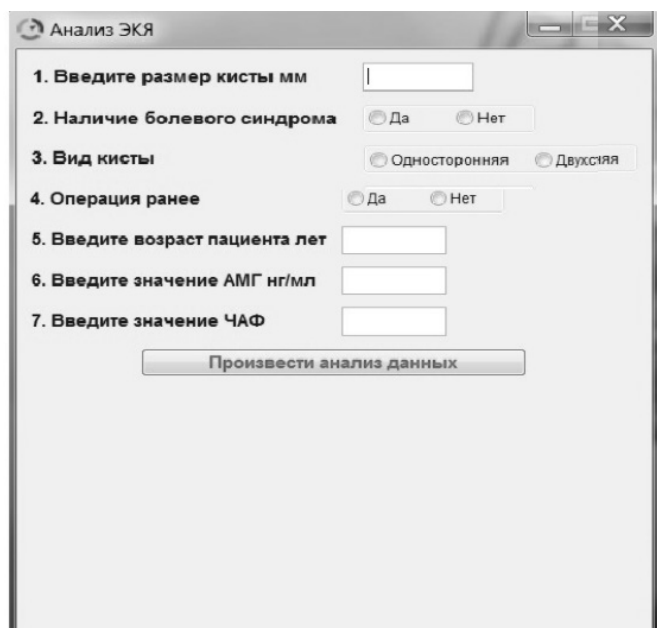 Анализ ЭКЯ
1. Введите размер кисты мм
2. Наличие болевого синдрома Да Нет
3. Вид кисты Односторонняя Двухсняя
4. Операция ранее Да Нет
5. Введите возраст пациента лет
6. Введите значение АМГ нг/мл
7. Введите значение ЧАФ
Произвести анализ данных